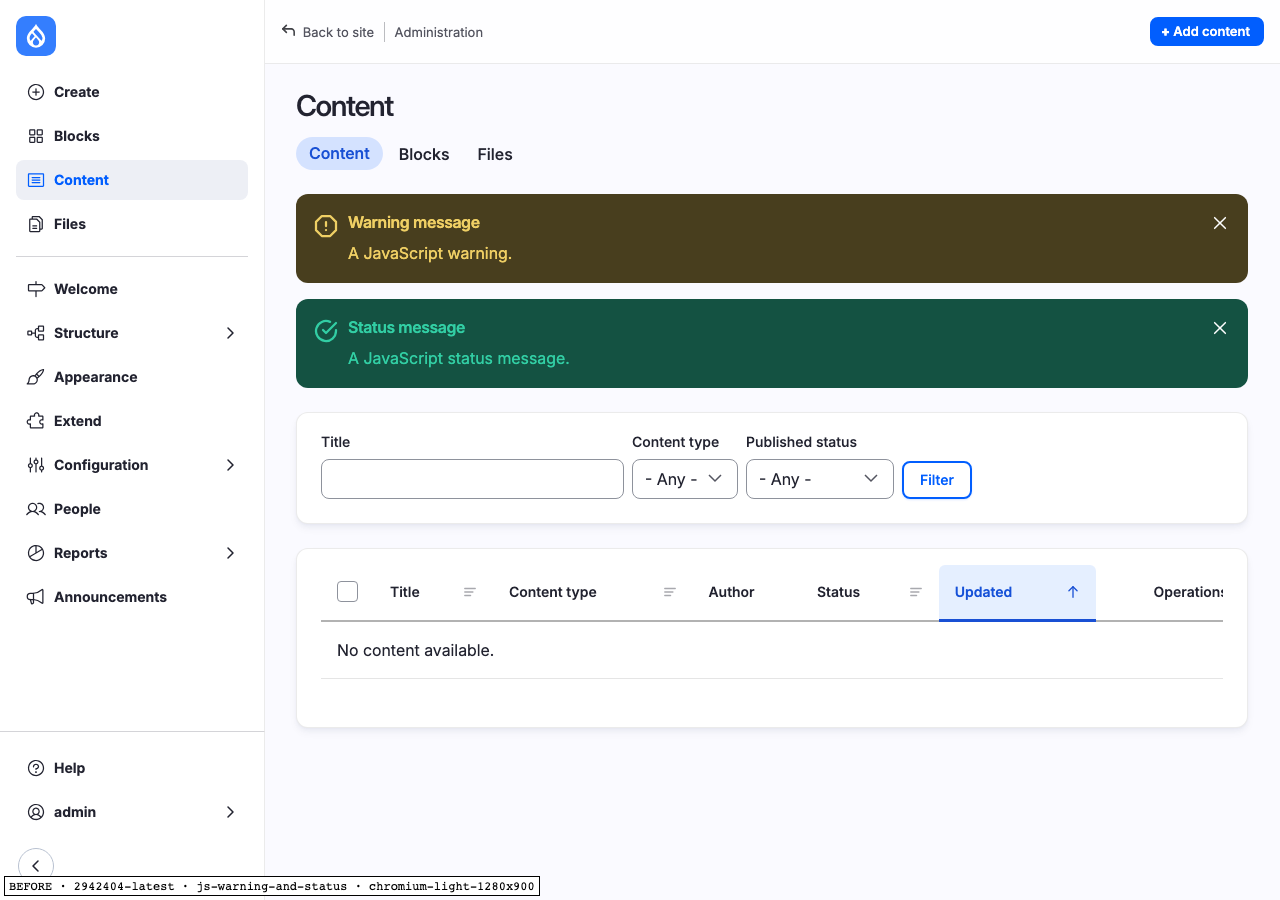 Back to site
Administration
+ Add content
Create
Blocks
Content
Files
Welcome
Structure
Appearance
Extend
Configuration
People
Reports
Announcements
Help
admin
Content
Content Blocks Files
Warning message
A JavaScript warning.
Status message
A JavaScript status message.
Title Content type Published status
- Any - - Any - Filter
Title Content type Author Status Updated Operations
No content available.
BEFORE · 2942404-latest · js-warning-and-status · chromium-light-1280x900